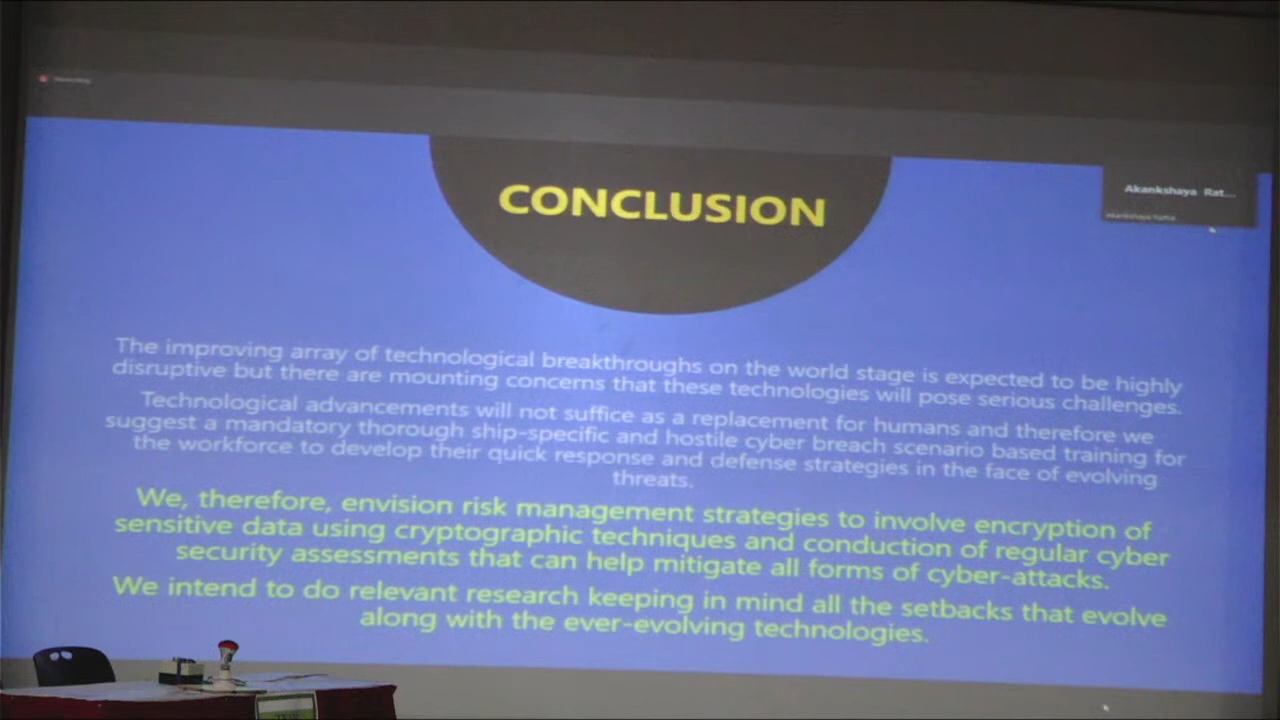 CONCLUSION
Akankshaya Rat...
The improving array of technological breakthroughs on the world stage is expected to be highly
disruptive but there are mounting concerns that these technologies will pose serious challenges.
Technological advancements will not suffice as a replacement for humans and therefore we
suggest a mandatory thorough ship-specific and hostile cyber breach scenario based training for
the workforce to develop their quick response and defense strategies in the face of evolving
threats.
We, therefore, envision risk management strategies to involve encryption of
sensitive data using cryptographic techniques and conduction of regular cyber
security assessments that can help mitigate all forms of cyber-attacks.
We intend to do relevant research keeping in mind all the setbacks that evolve
along with the ever-evolving technologies.